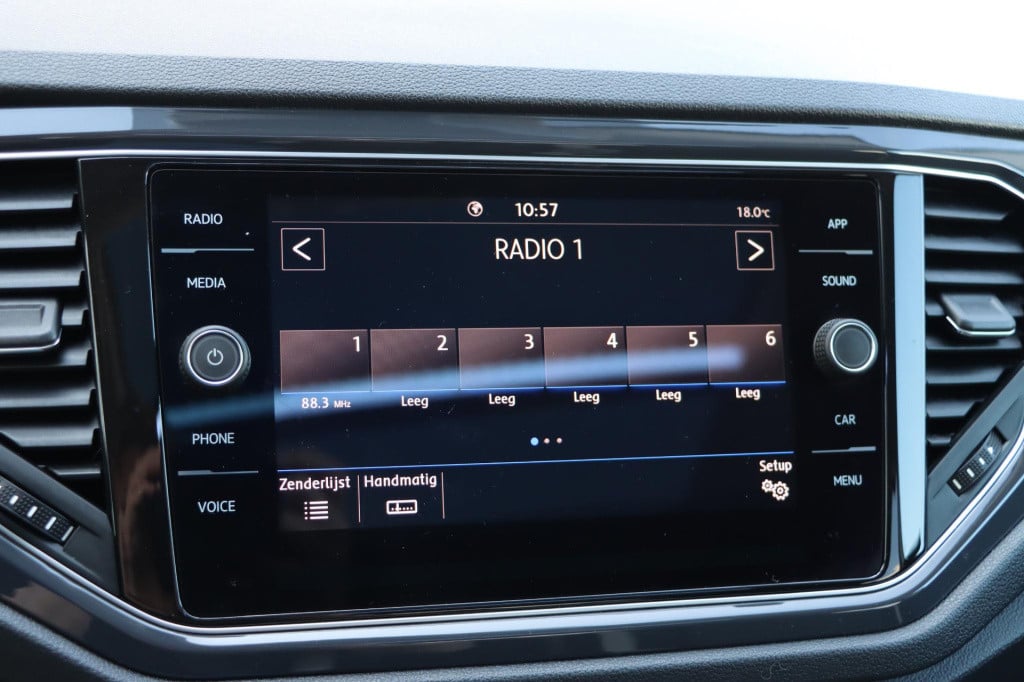 RADIO
MEDIA
PHONE
VOICE
10:57 18.0°C
< RADIO 1 >
1 2 3 4 5 6
88.3 MHz Leeg Leeg Leeg Leeg Leeg
Zenderlijst Handmatig Setup
APP
SOUND
CAR
MENU